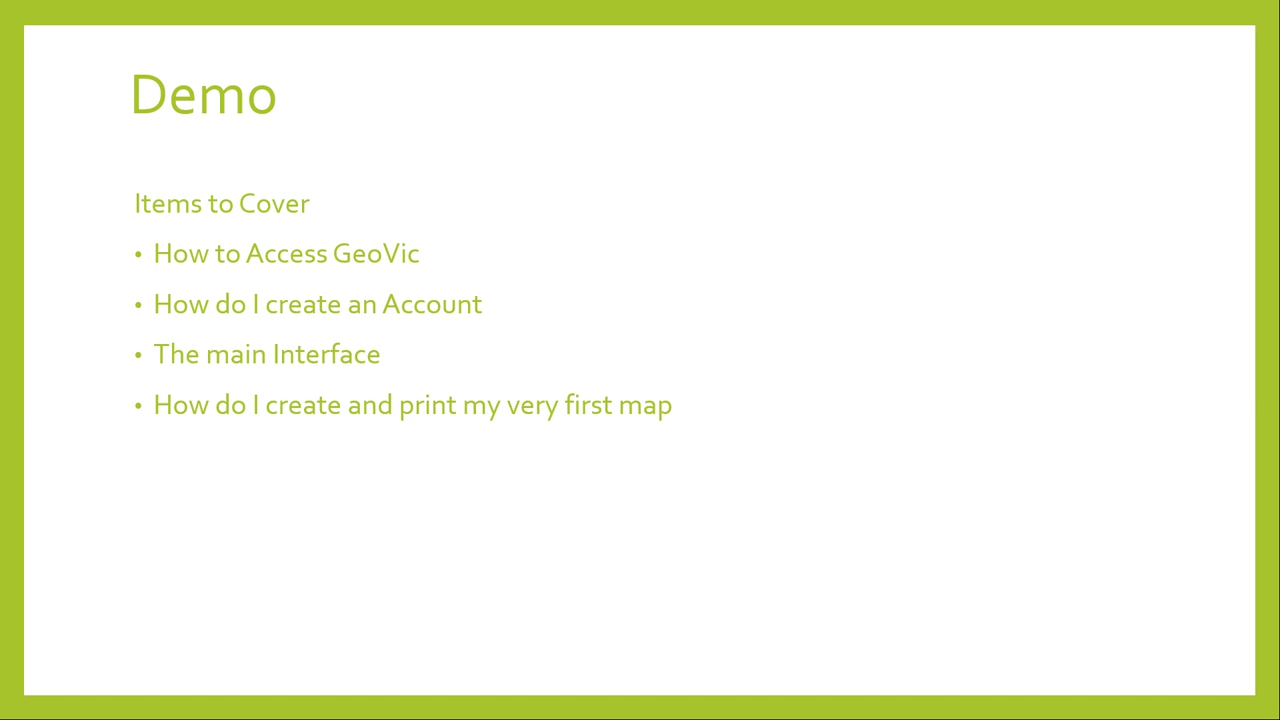 Demo
Items to Cover
• How to Access GeoVic
• How do I create an Account
• The main Interface
• How do I create and print my very first map